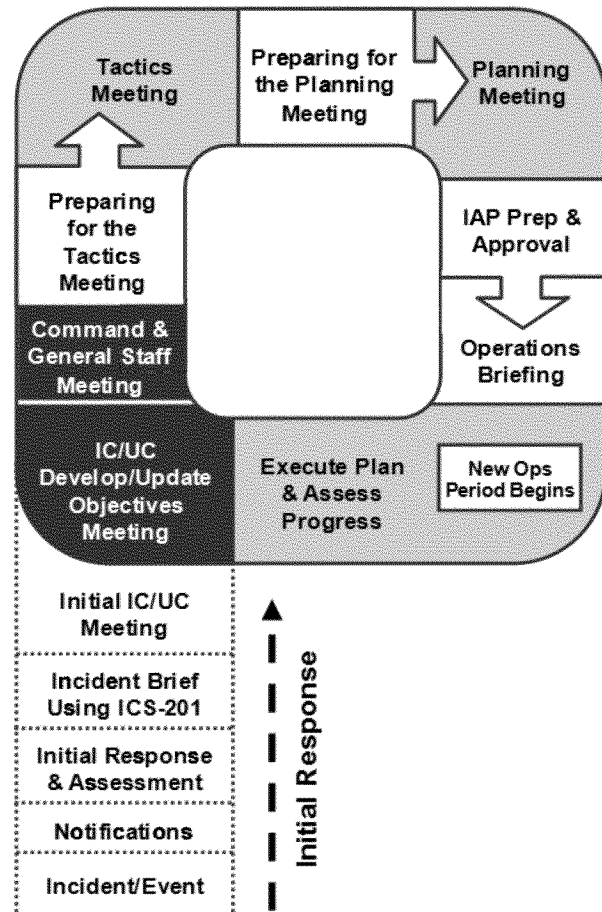 Tactics
Meeting
Preparing for
the Planning
Meeting
Planning
Meeting
Preparing
for the
Tactics
Meeting
IAP Prep &
Approval
Command &
General Staff
Meeting
Operations
Briefing
IC/UC
Develop/Update
Objectives
Meeting
Execute Plan
& Assess
Progress
New Ops
Period Begins
Initial IC/UC
Meeting
Incident Brief
Using ICS-201
Initial Response
& Assessment
Notifications
Incident/Event
Initial Response